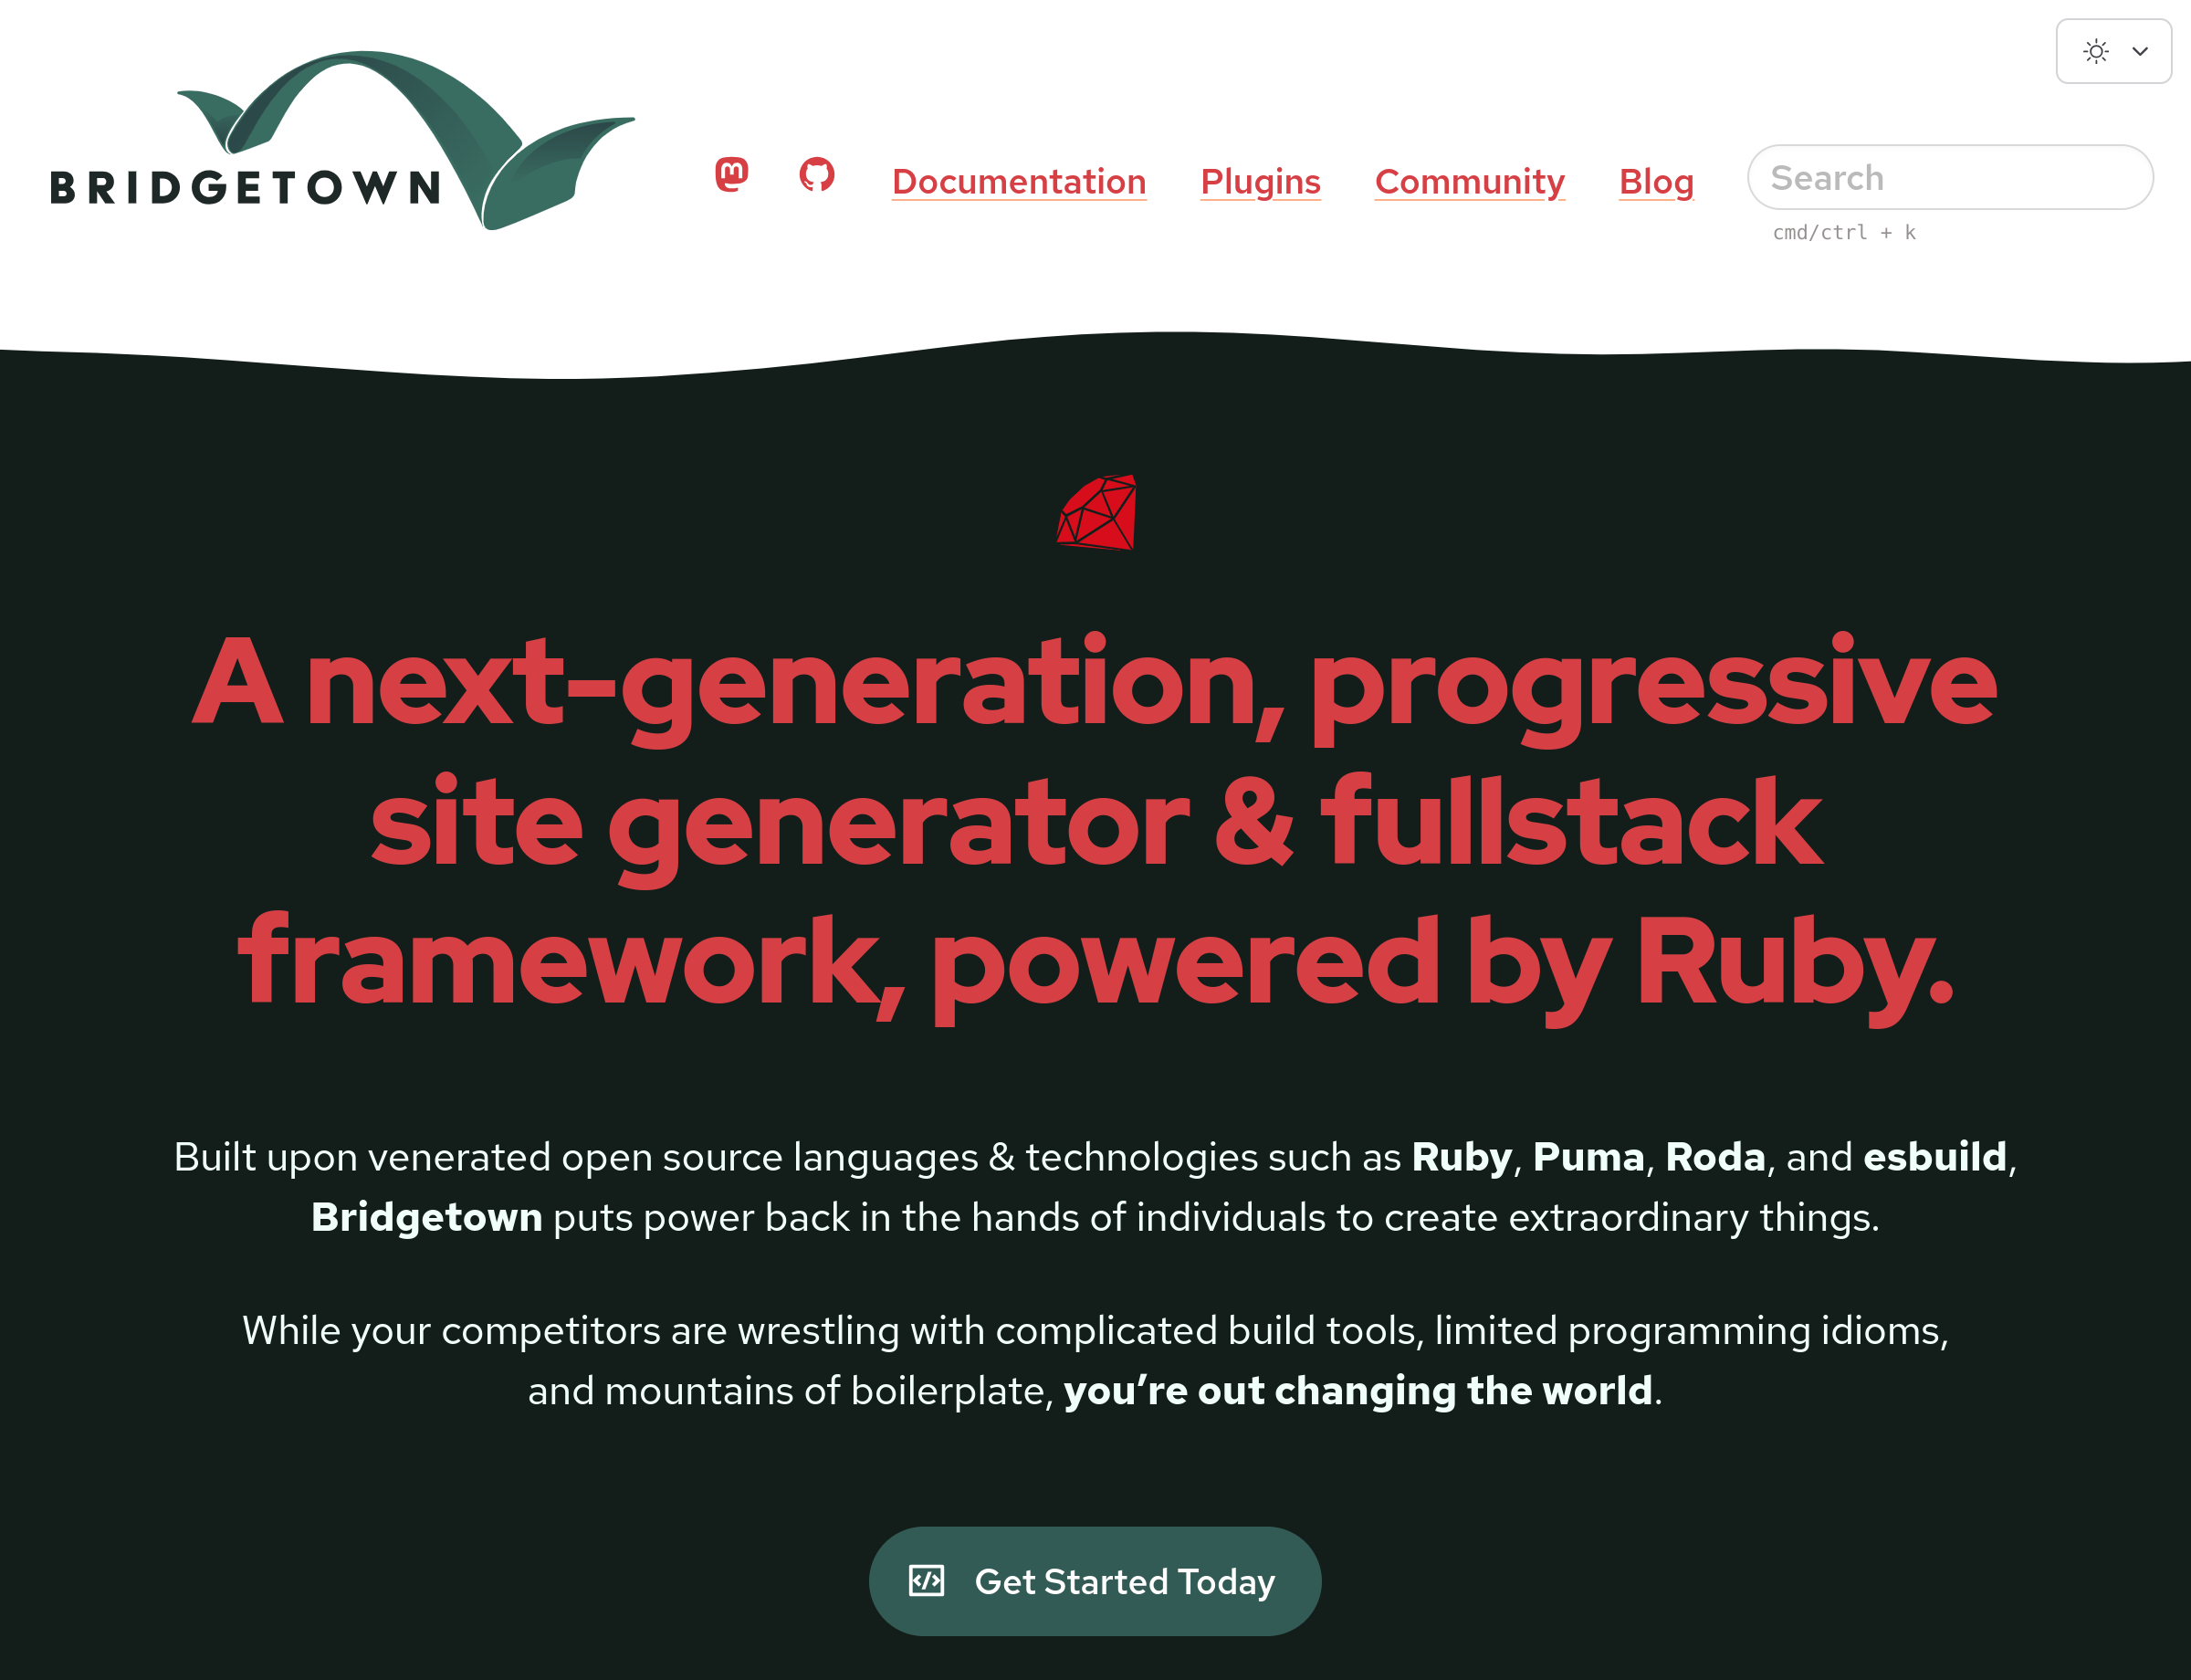 BRIDGETOWN
Documentation
Plugins
Community
Blog
Search
cmd/ctrl + k
A next-generation, progressive
site generator & fullstack
framework, powered by Ruby.
Built upon venerated open source languages & technologies such as Ruby, Puma, Roda, and esbuild,
Bridgetown puts power back in the hands of individuals to create extraordinary things.
While your competitors are wrestling with complicated build tools, limited programming idioms,
and mountains of boilerplate, you’re out changing the world.
Get Started Today